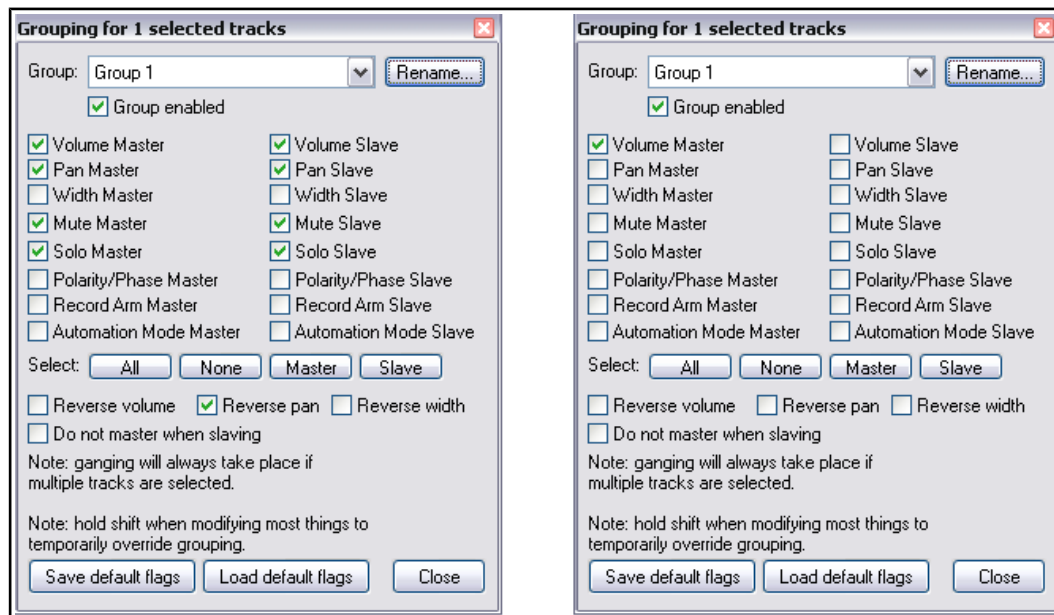 Grouping for 1 selected tracks
Group: Group 1 Rename...
Group enabled
Volume Master Volume Slave
Pan Master Pan Slave
Width Master Width Slave
Mute Master Mute Slave
Solo Master Solo Slave
Polarity/Phase Master Polarity/Phase Slave
Record Arm Master Record Arm Slave
Automation Mode Master Automation Mode Slave
Select: All None Master Slave
Reverse volume Reverse pan Reverse width
Do not master when slaving
Note: ganging will always take place if
multiple tracks are selected.
Note: hold shift when modifying most things to
temporarily override grouping.
Save default flags Load default flags Close
Grouping for 1 selected tracks
Group: Group 1 Rename...
Group enabled
Volume Master Volume Slave
Pan Master Pan Slave
Width Master Width Slave
Mute Master Mute Slave
Solo Master Solo Slave
Polarity/Phase Master Polarity/Phase Slave
Record Arm Master Record Arm Slave
Automation Mode Master Automation Mode Slave
Select: All None Master Slave
Reverse volume Reverse pan Reverse width
Do not master when slaving
Note: ganging will always take place if
multiple tracks are selected.
Note: hold shift when modifying most things to
temporarily override grouping.
Save default flags Load default flags Close